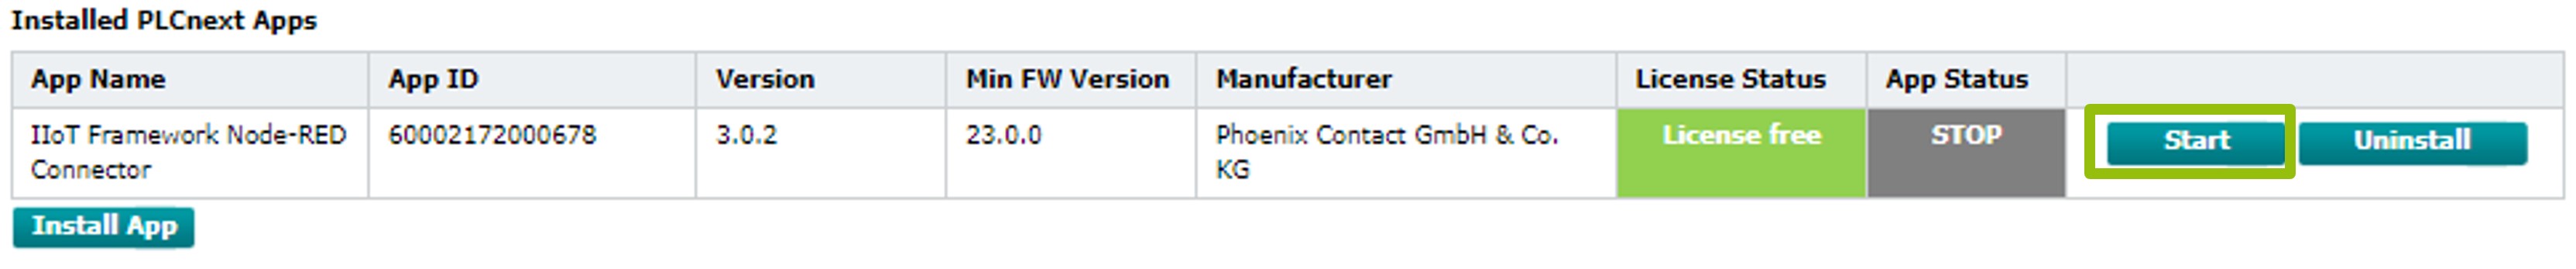 Installed PLCnext Apps
App Name App ID Version Min FW Version Manufacturer License Status App Status
IIoT Framework Node-RED 60002172000678 3.0.2 23.0.0 Phoenix Contact GmbH & Co. License free STOP Start Uninstall
Connector KG
Install App